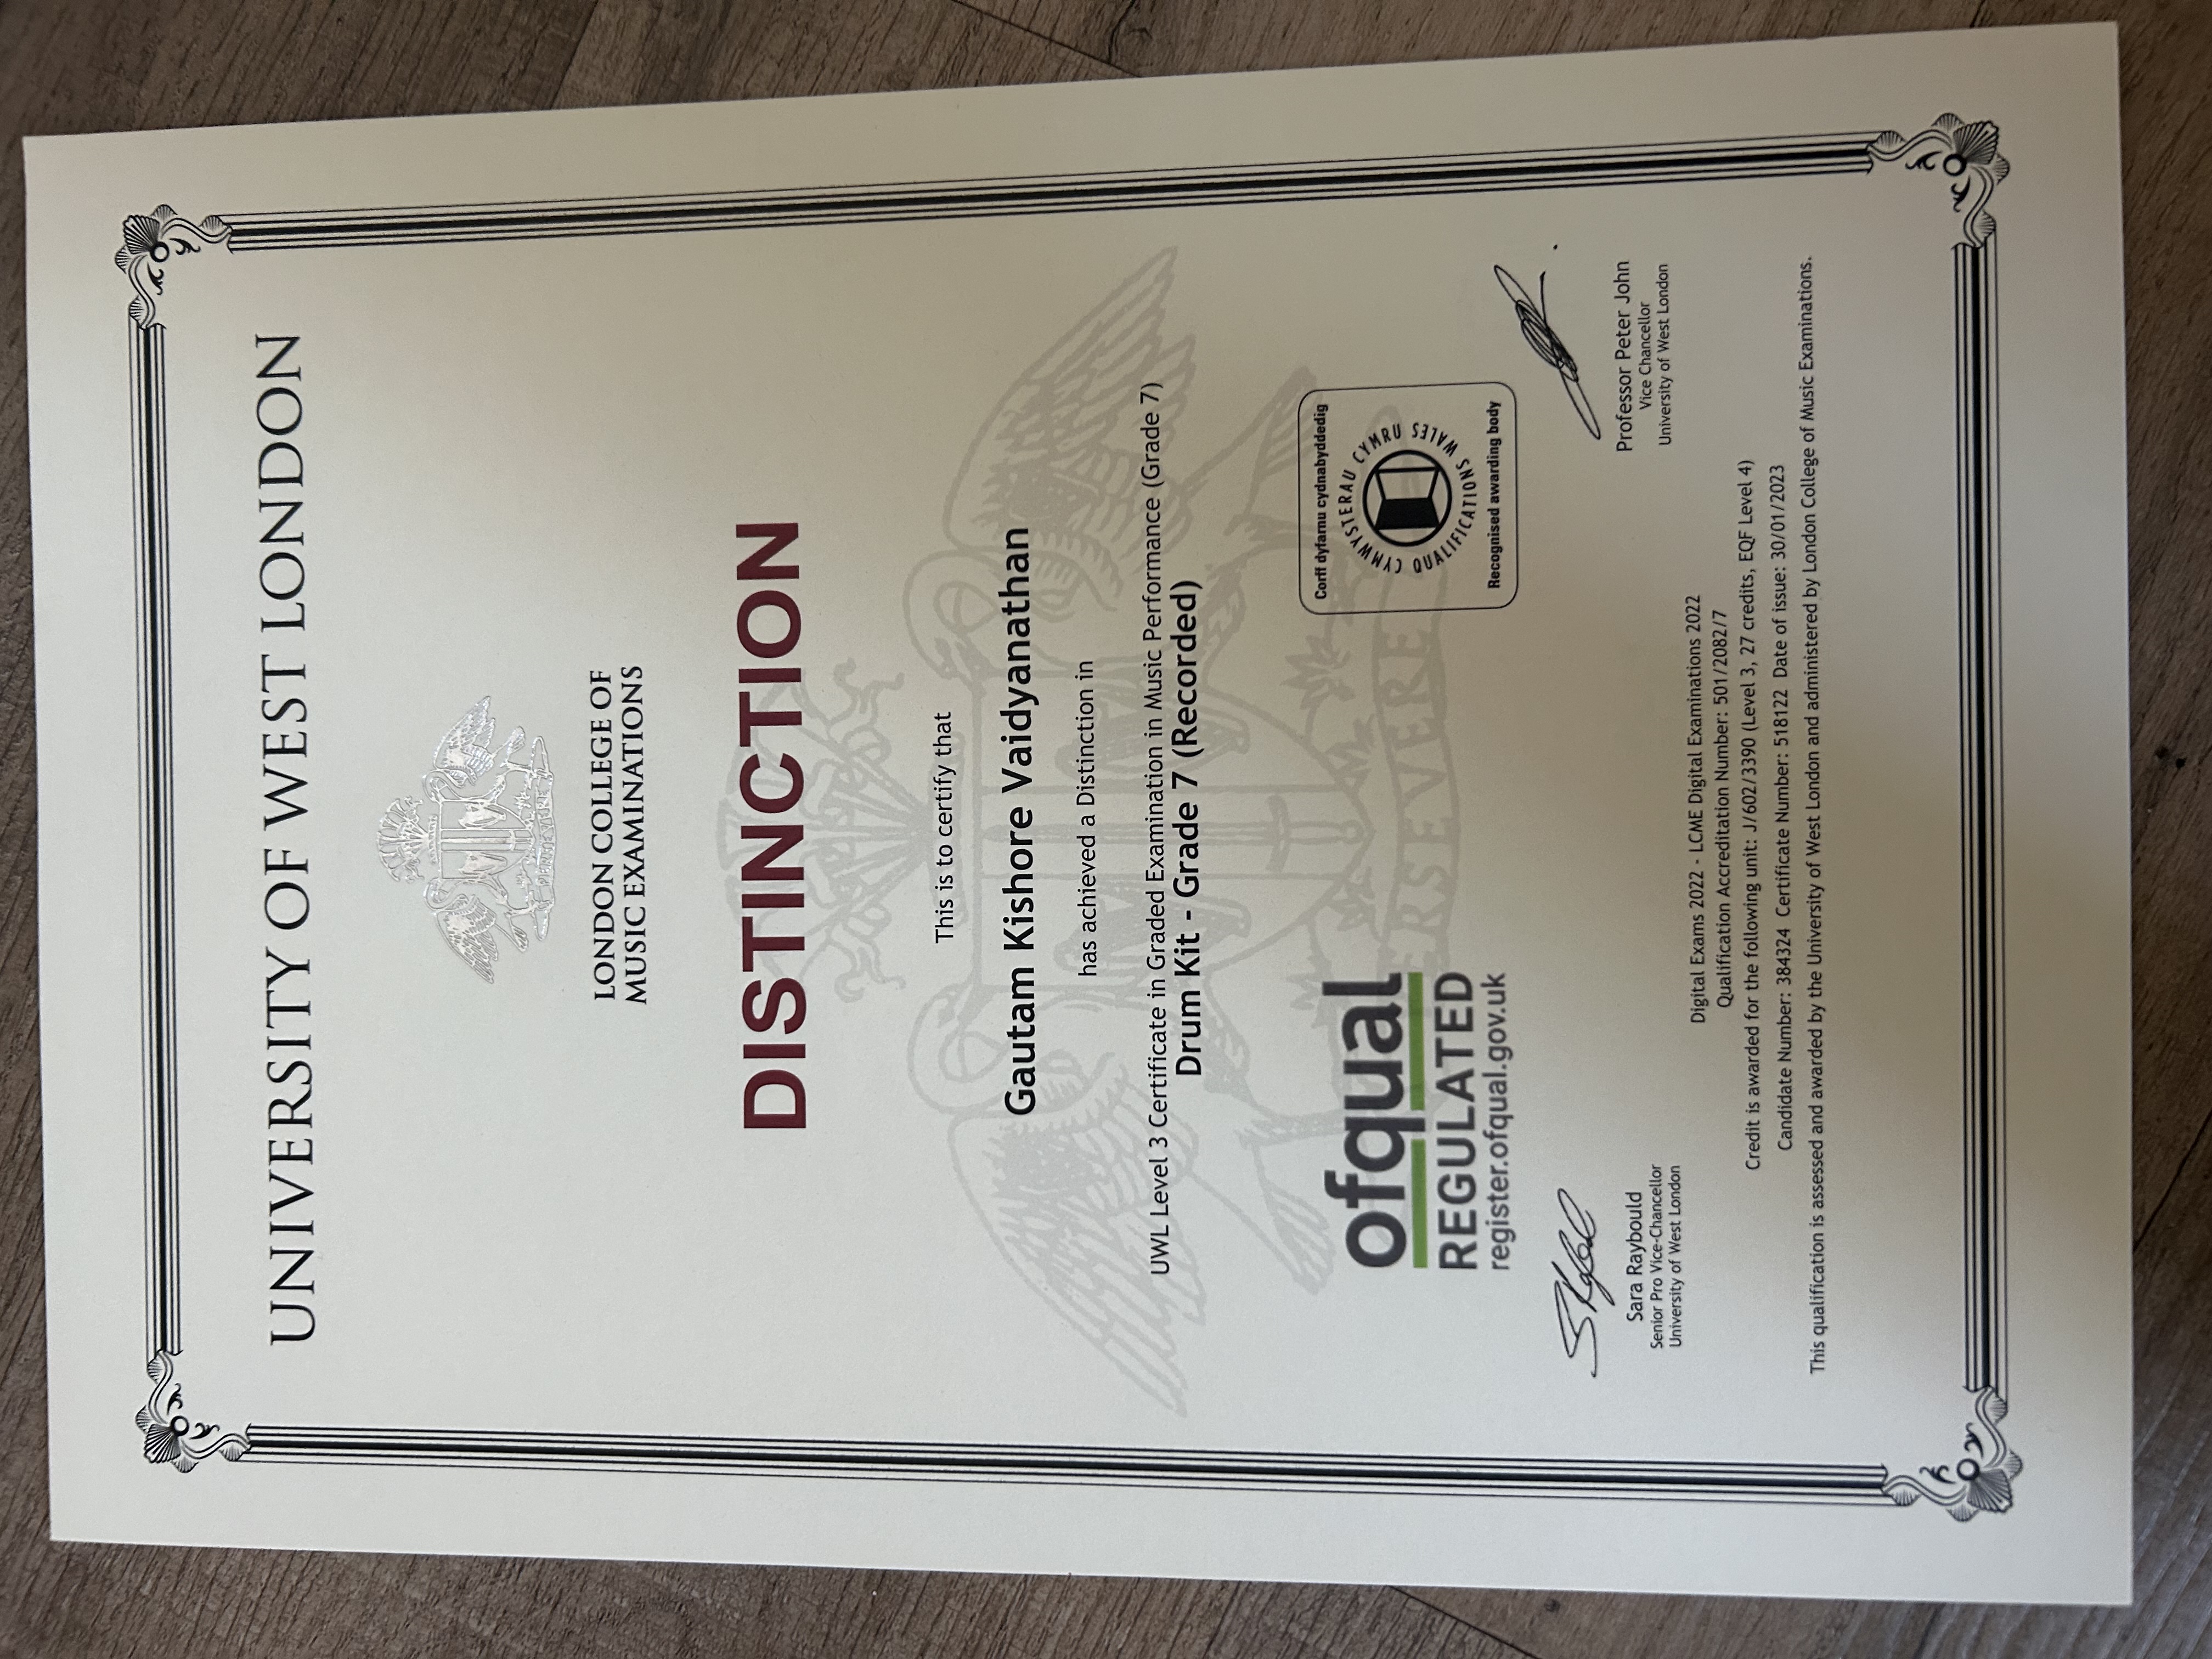 UNIVERSITY OF WEST LONDON
PERSEVERE
LONDON COLLEGE OF
MUSIC EXAMINATIONS
DISTINCTION
This is to certify that
Gautam Kishore Vaidyanathan
has achieved a Distinction in
UWL Level 3 Certificate in Graded Examination in Music Performance (Grade 7)
Drum Kit - Grade 7 (Recorded)
ofqual
REGULATED
register.ofqual.gov.uk
PERSEVERE
Corff dyfarnu cydnabyddedig
CYMWYSTERAU CYMRU
QUALIFICATIONS WALES
Recognised awarding body
Sara Raybould
Senior Pro Vice-Chancellor
University of West London
Professor Peter John
Vice Chancellor
University of West London
Digital Exams 2022 - LCME Digital Examinations 2022
Qualification Accreditation Number: 501/2082/7
Credit is awarded for the following unit: J/602/3390 (Level 3, 27 credits, EQF Level 4)
Candidate Number: 384324 Certificate Number: 518122 Date of issue: 30/01/2023
This qualification is assessed and awarded by the University of West London and administered by London College of Music Examinations.